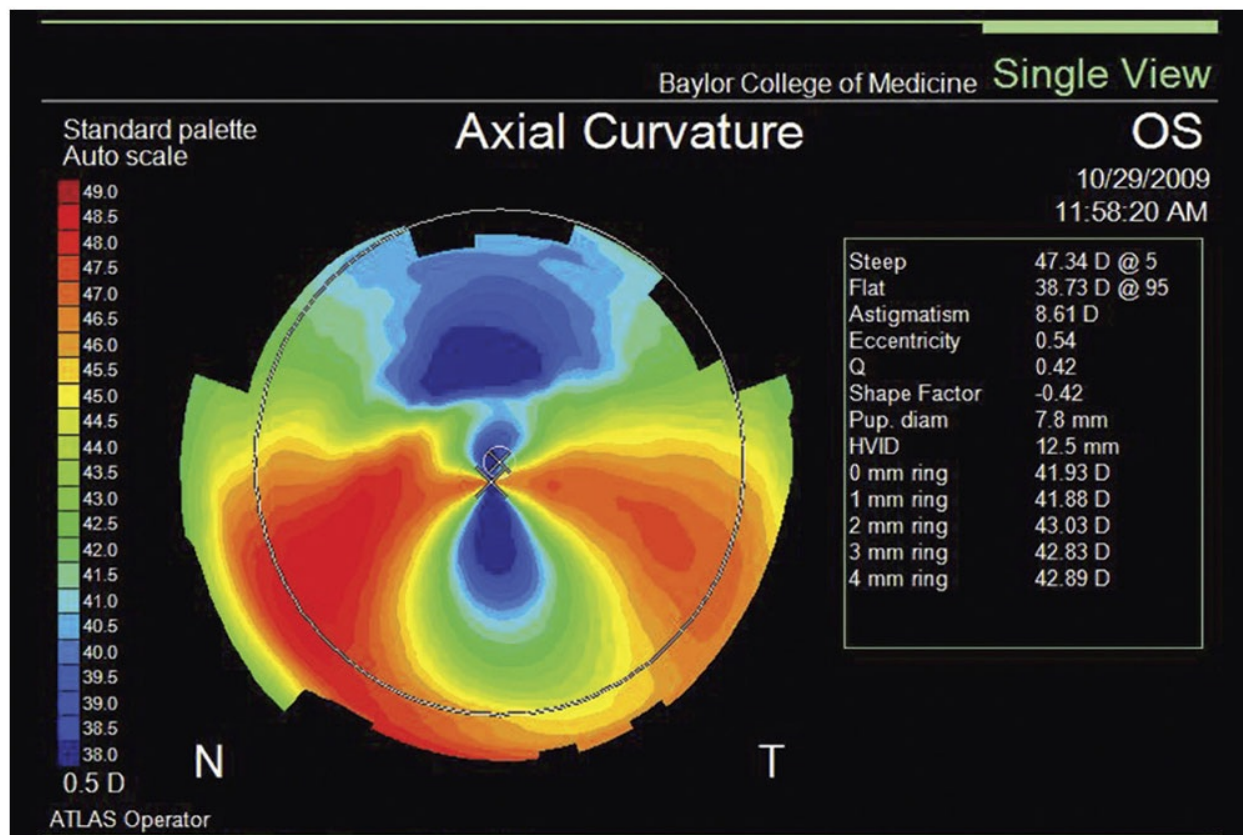 Baylor College of Medicine Single View
Standard palette
Auto scale
Axial Curvature
OS
10/29/2009
11:58:20 AM
49.0
48.5
48.0
47.5
47.0
46.5
46.0
45.5
45.0
44.5
44.0
43.5
43.0
42.5
42.0
41.5
41.0
40.5
40.0
39.5
39.0
38.5
38.0
0.5 D
Steep 47.34 D @ 5
Flat 38.73 D @ 95
Astigmatism 8.61 D
Eccentricity 0.54
Q 0.42
Shape Factor -0.42
Pup. diam 7.8 mm
HVID 12.5 mm
0 mm ring 41.93 D
1 mm ring 41.88 D
2 mm ring 43.03 D
3 mm ring 42.83 D
4 mm ring 42.89 D
N T
ATLAS Operator